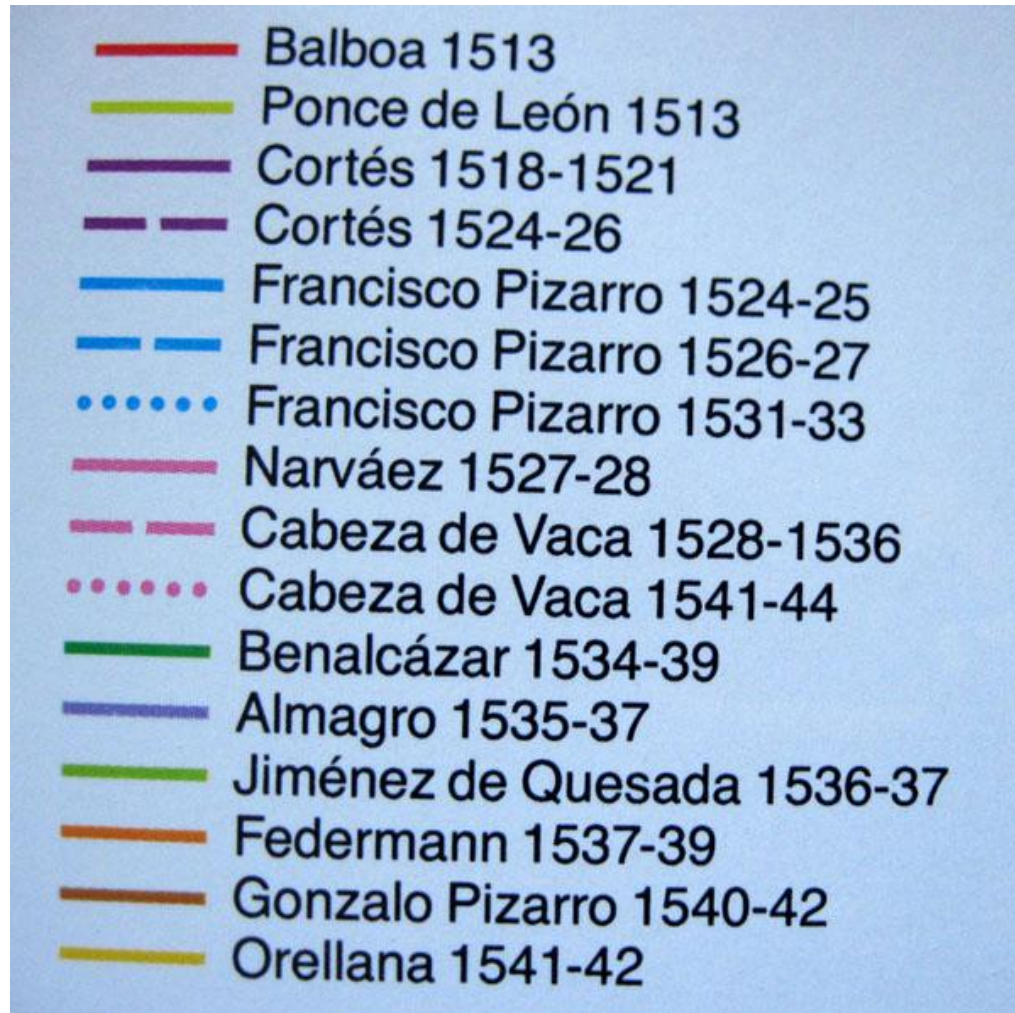 Balboa 1513
Ponce de León 1513
Cortés 1518-1521
Cortés 1524-26
Francisco Pizarro 1524-25
Francisco Pizarro 1526-27
Francisco Pizarro 1531-33
Narváez 1527-28
Cabeza de Vaca 1528-1536
Cabeza de Vaca 1541-44
Benalcázar 1534-39
Almagro 1535-37
Jiménez de Quesada 1536-37
Federmann 1537-39
Gonzalo Pizarro 1540-42
Orellana 1541-42